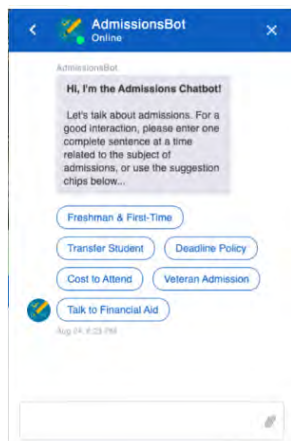 AdmissionsBot
Online
AdmissionsBot
Hi, I'm the Admissions Chatbot!
Let's talk about admissions. For a
good interaction, please enter one
complete sentence at a time
related to the subject of
admissions, or use the suggestion
chips below...
Freshman & First-Time
Transfer Student
Deadline Policy
Cost to Attend
Veteran Admission
Talk to Financial Aid